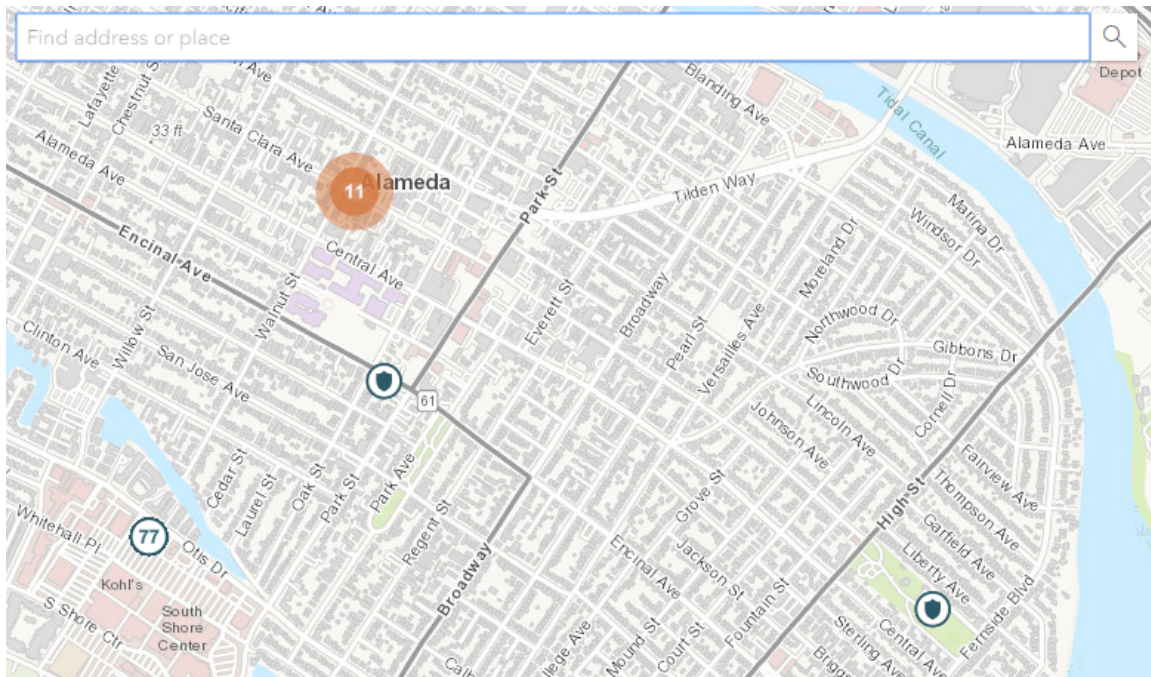 Find address or place
Depot
Blanding Ave
Tidal Canal
Alameda Ave
Lafayette
Chestnut St
Ave
33 ft
Santa Clara Ave
Alameda Ave
11
Alameda
Park St
Tilden Way
Marina Dr
Windsor Dr
Moreland Dr
Encinal Ave
Central Ave
Walnut St
Willow St
Everett St
Broadway
Pearl St
Versailles Ave
Northwood Dr
Gibbons Dr
Southwood Dr
Cornell Dr
Clinton Ave
San Jose Ave
61
Johnson Ave
Lincoln Ave
Fairview Ave
Thompson Ave
Garfield Ave
Liberty Ave
High St
Cedar St
Laurel St
Oak St
Park St
Park Ave
Regent St
Grove St
77
Whitehall Pl
Otis Dr
Kohl's
South
Shore
Center
S Shore Ctr
Broadway
Encinal Ave
Jackson St
Fountain St
Mound St
Court St
Sterling Ave
Central Ave
Fernside Blvd